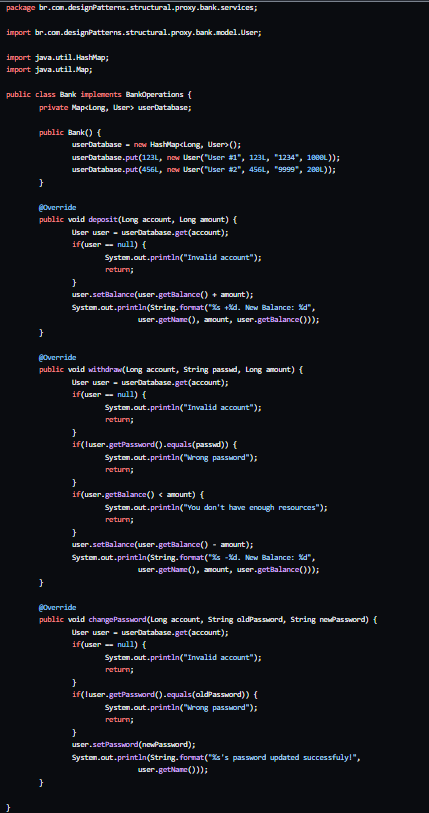 package br.com.designPatterns.structural.proxy.bank.services;
import br.com.designPatterns.structural.proxy.bank.model.User;
import java.util.HashMap;
import java.util.Map;
public class Bank implements BankOperations {
private Map<Long, User> userDatabase;
public Bank() {
userDatabase = new HashMap<Long, User>();
userDatabase.put(123L, new User("User #1", 123L, "1234", 1000L));
userDatabase.put(456L, new User("User #2", 456L, "9999", 200L));
}
@Override
public void deposit(Long account, Long amount) {
User user = userDatabase.get(account);
if(user == null) {
System.out.println("Invalid account");
return;
}
user.setBalance(user.getBalance() + amount);
System.out.println(String.format("%s +%d. New Balance: %d",
user.getName(), amount, user.getBalance()));
}
@Override
public void withdraw(Long account, String passwd, Long amount) {
User user = userDatabase.get(account);
if(user == null) {
System.out.println("Invalid account");
return;
}
if(!user.getPassword().equals(passwd)) {
System.out.println("Wrong password");
return;
}
if(user.getBalance() < amount) {
System.out.println("You don't have enough resources");
return;
}
user.setBalance(user.getBalance() - amount);
System.out.println(String.format("%s -%d. New Balance: %d",
user.getName(), amount, user.getBalance()));
}
@Override
public void changePassword(Long account, String oldPassword, String newPassword) {
User user = userDatabase.get(account);
if(user == null) {
System.out.println("Invalid account");
return;
}
if(!user.getPassword().equals(oldPassword)) {
System.out.println("Wrong password");
return;
}
user.setPassword(newPassword);
System.out.println(String.format("%s's password updated successfuly!",
user.getName()));
}
}